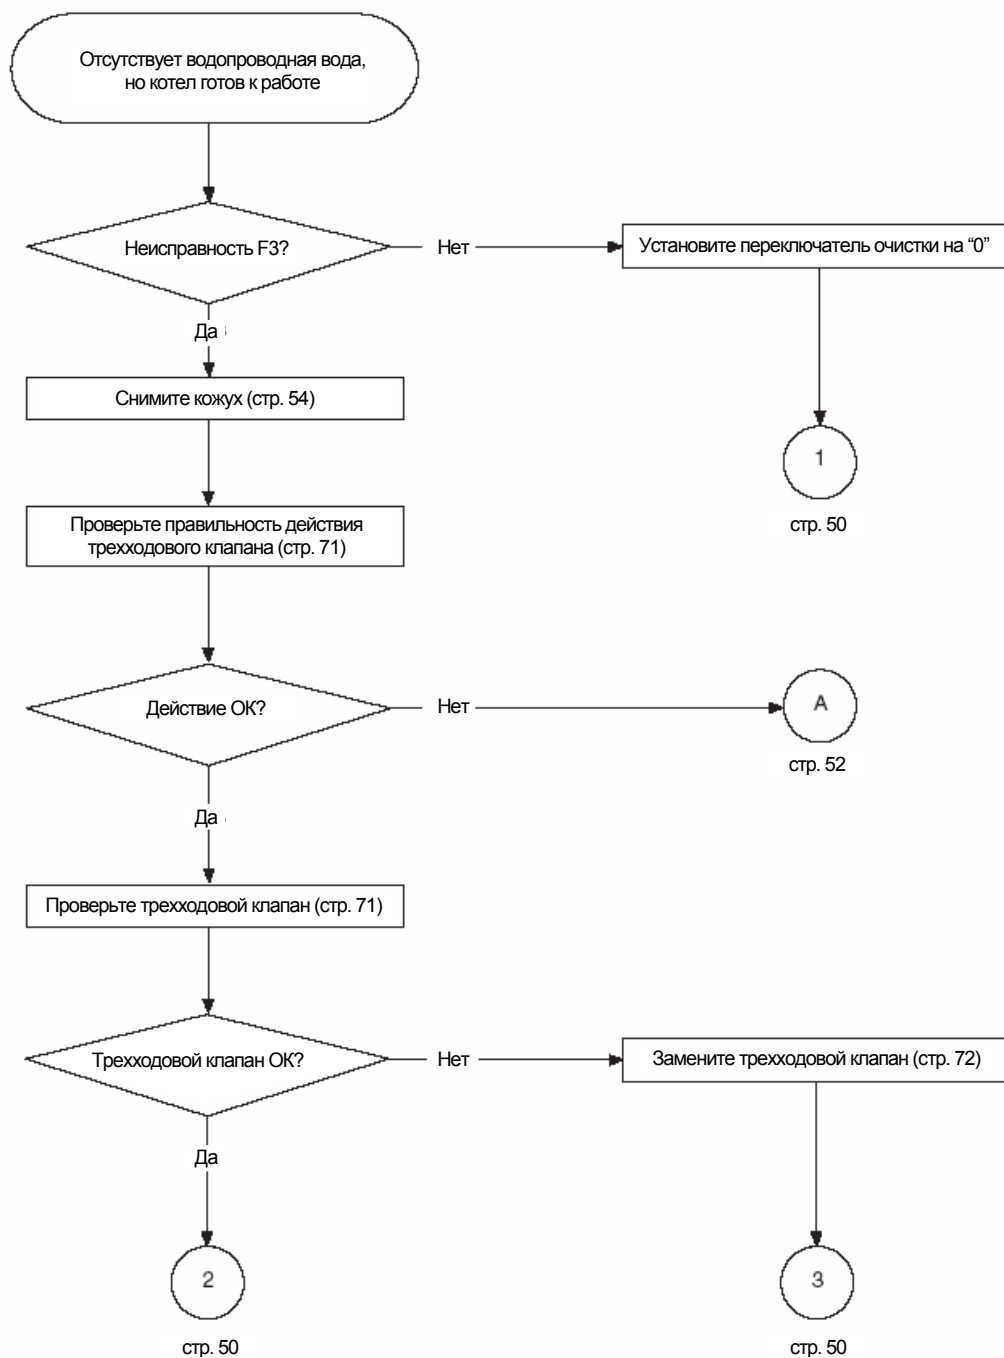 Отсутствует водопроводная вода,
но котел готов к работе
Неисправность F3?
Нет
Установите переключатель очистки на “0”
Да
Снимите кожух (стр. 54)
1
стр. 50
Проверьте правильность действия
трехходового клапана (стр. 71)
Действие ОК?
Нет
A
стр. 52
Да
Проверьте трехходовой клапан (стр. 71)
Трехходовой клапан ОК?
Нет
Замените трехходовой клапан (стр. 72)
Да
2
стр. 50
3
стр. 50